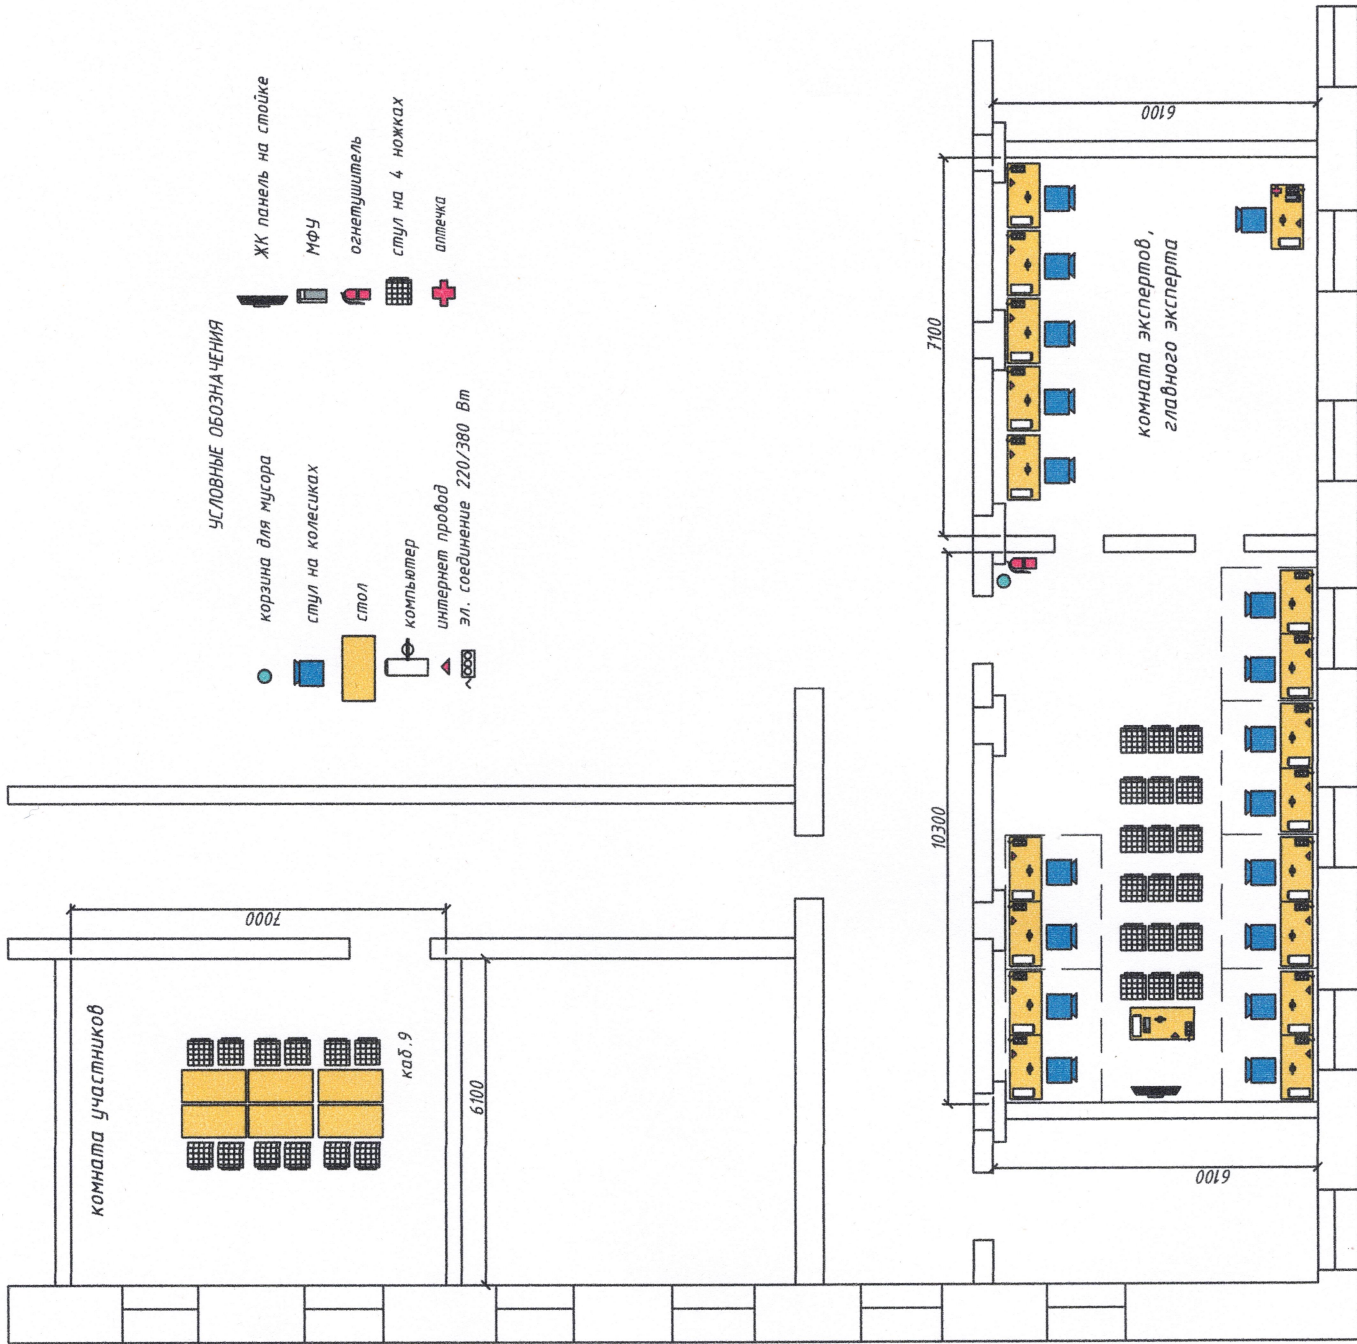 УСЛОВНЫЕ ОБОЗНАЧЕНИЯ
корзина для мусора
стул на колесиках
стол
компьютер
интернет провод
эл. соединение 220/380 Вт
ЖК панель на стойке
МФУ
огнетушитель
стул на 4 ножках
аптечка
комната участников
каб.9
7000
6100
10300
7100
6100
6100
комната экспертов,
главного эксперта